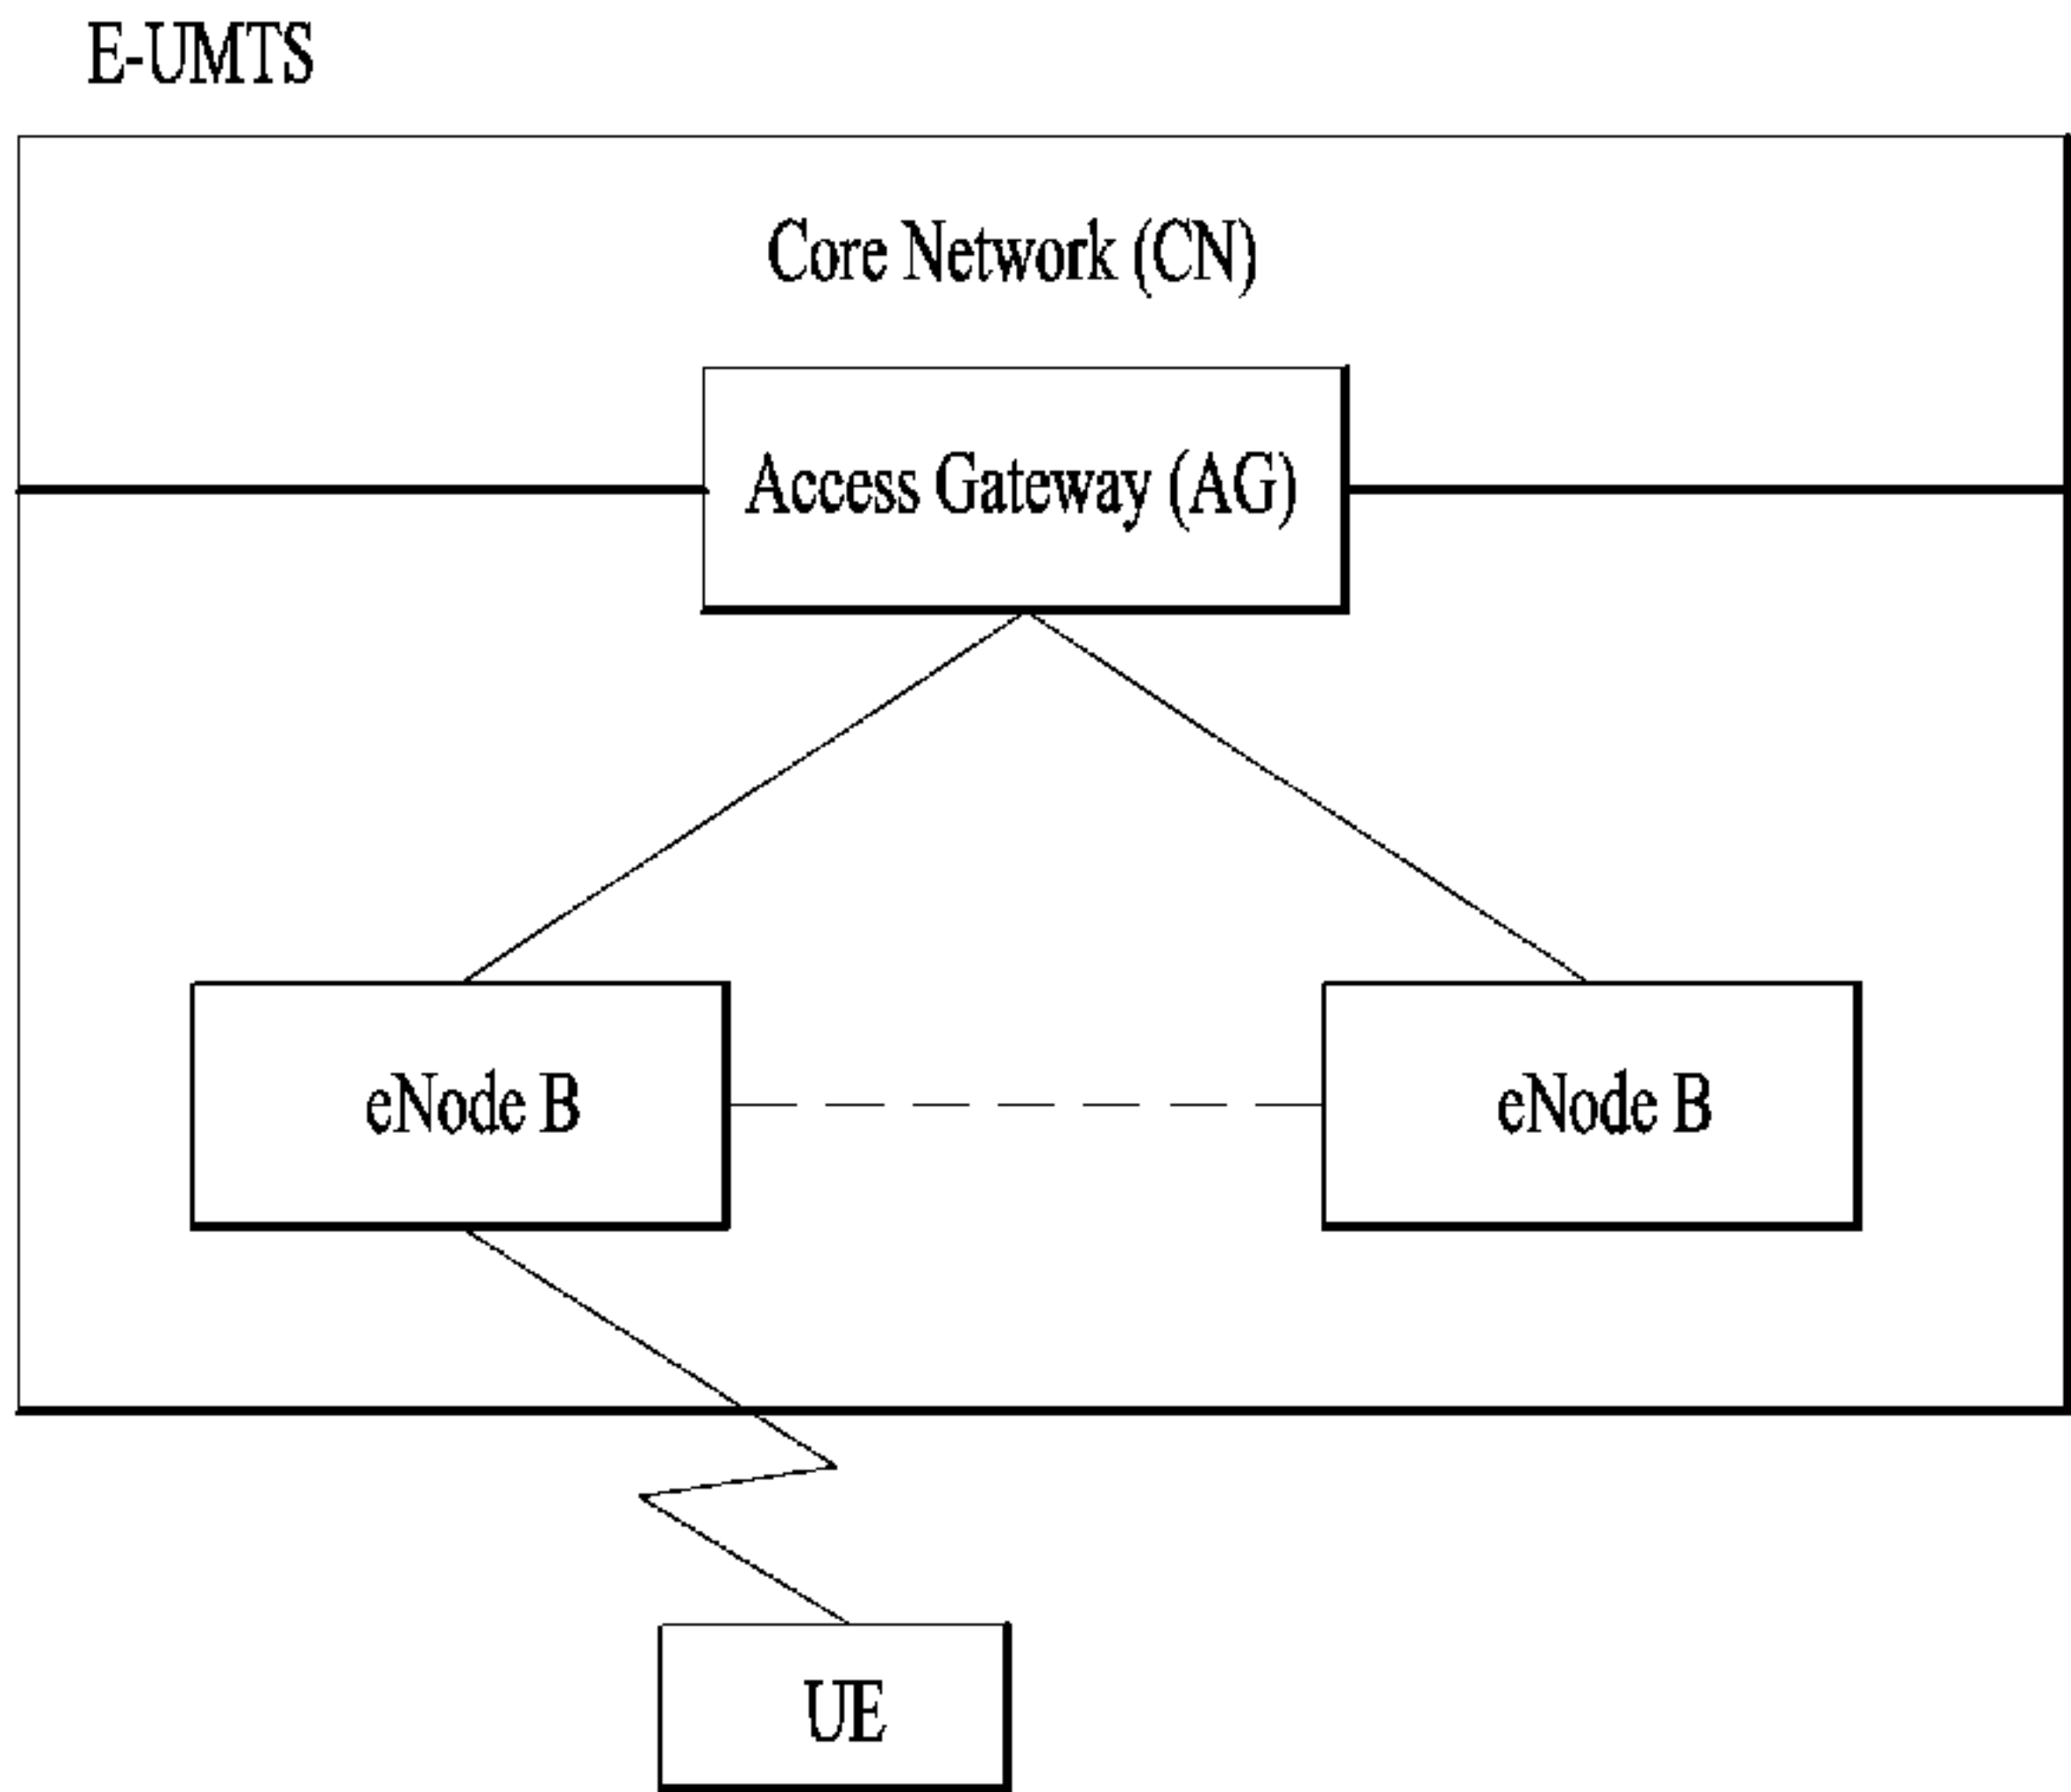 E-UMTS
Core Network (CN)
Access Gateway (AG)
eNode B
eNode B
UE